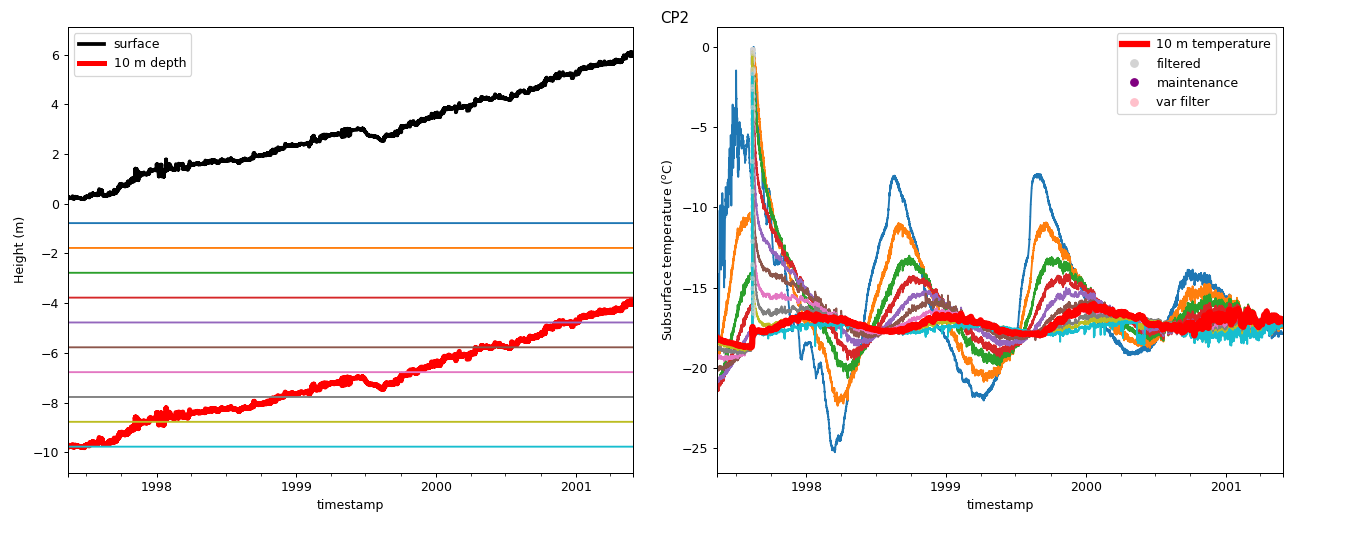 CP2
surface
10 m depth
Height (m)
6
4
2
0
−2
−4
−6
−8
−10
1998
1999
2000
2001
timestamp
10 m temperature
filtered
maintenance
var filter
Subsurface temperature (°C)
0
−5
−10
−15
−20
−25
1998
1999
2000
2001
timestamp